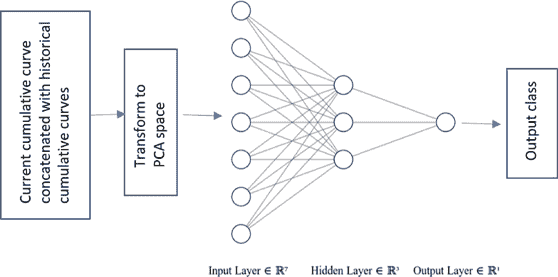 Current cumulative curve
concatenated with historical
cumulative curves
Transform to
PCA space
Output class
Input Layer ∈ ℝ⁷
Hidden Layer ∈ ℝ³
Output Layer ∈ ℝ¹